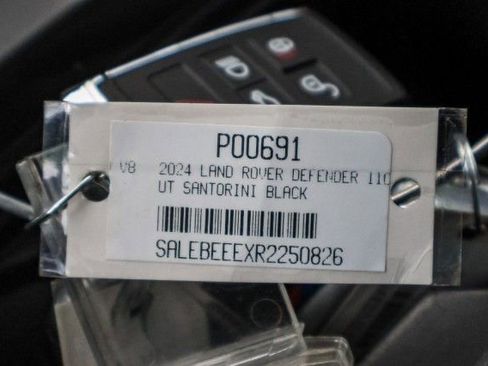 P00691
V8 2024 LAND ROVER DEFENDER 110
UT SANTORINI BLACK
SALEBEEEXR2250826